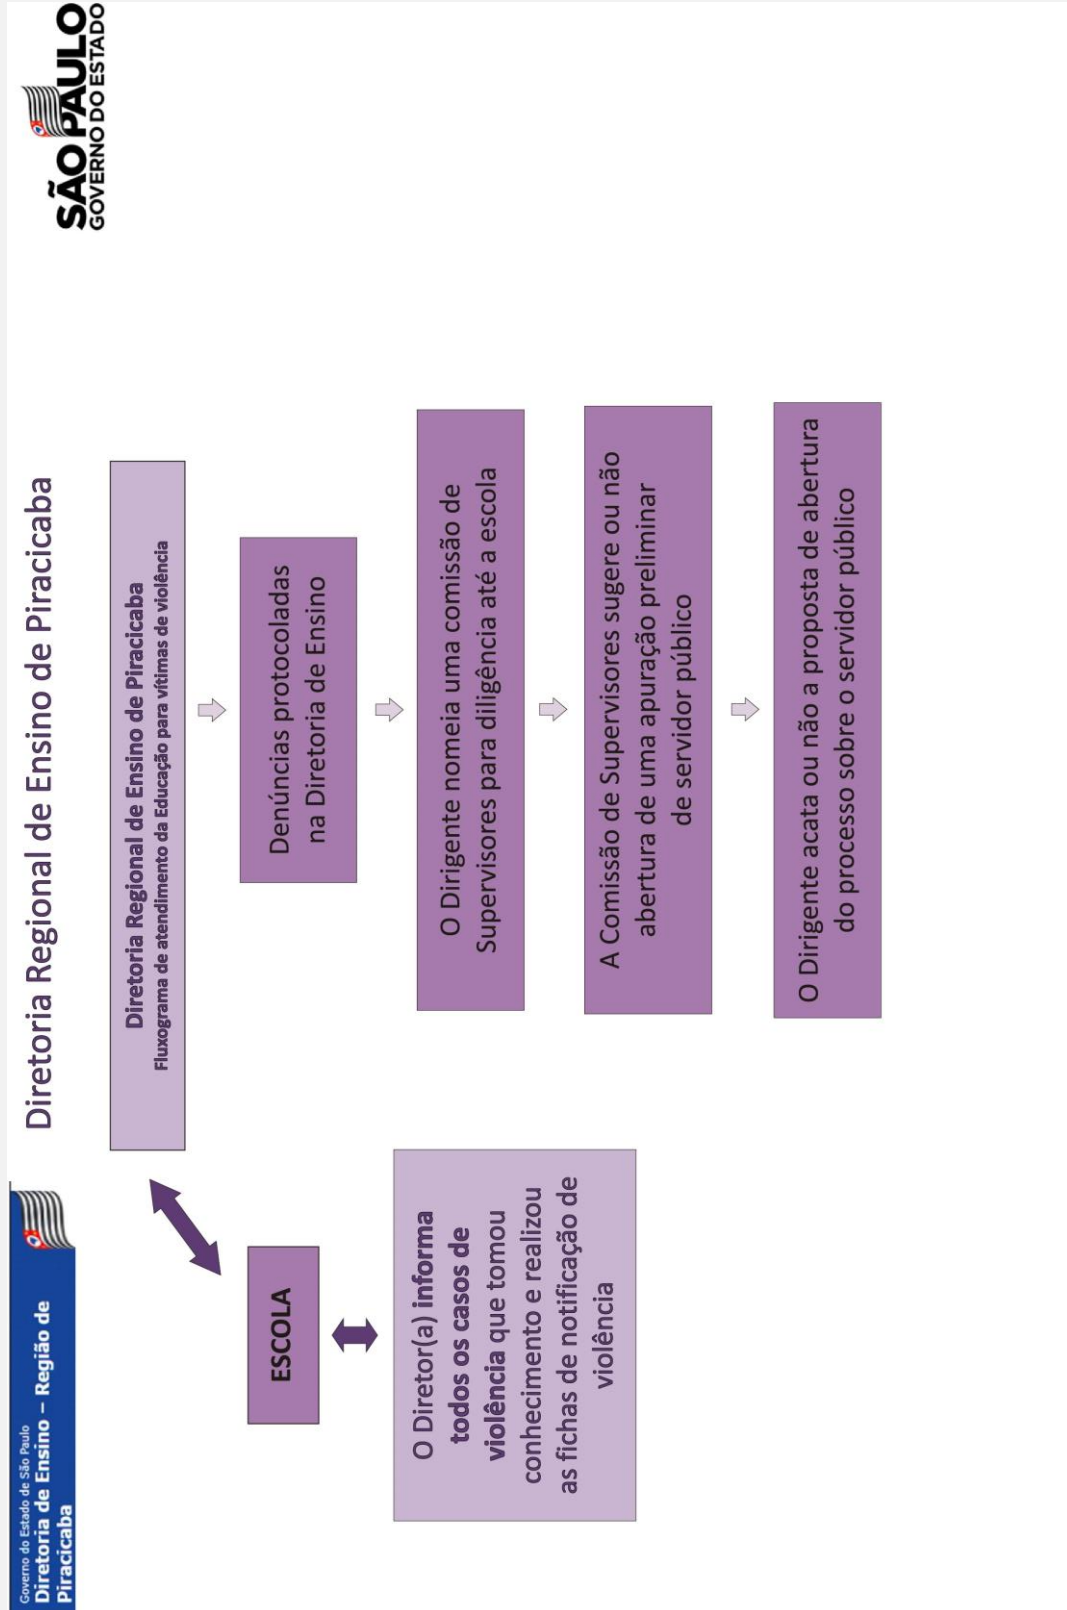 Governo do Estado de São Paulo
Diretoria de Ensino – Região de
Piracicaba
Diretoria Regional de Ensino de Piracicaba
SÃO PAULO
GOVERNO DO ESTADO
Diretoria Regional de Ensino de Piracicaba
Fluxograma de atendimento da Educação para vítimas de violência
ESCOLA
O Diretor(a) informa
todos os casos de
violência que tomou
conhecimento e realizou
as fichas de notificação de
violência
Denúncias protocoladas
na Diretoria de Ensino
O Dirigente nomeia uma comissão de
Supervisores para diligência até a escola
A Comissão de Supervisores sugere ou não
abertura de uma apuração preliminar
de servidor público
O Dirigente acata ou não a proposta de abertura
do processo sobre o servidor público